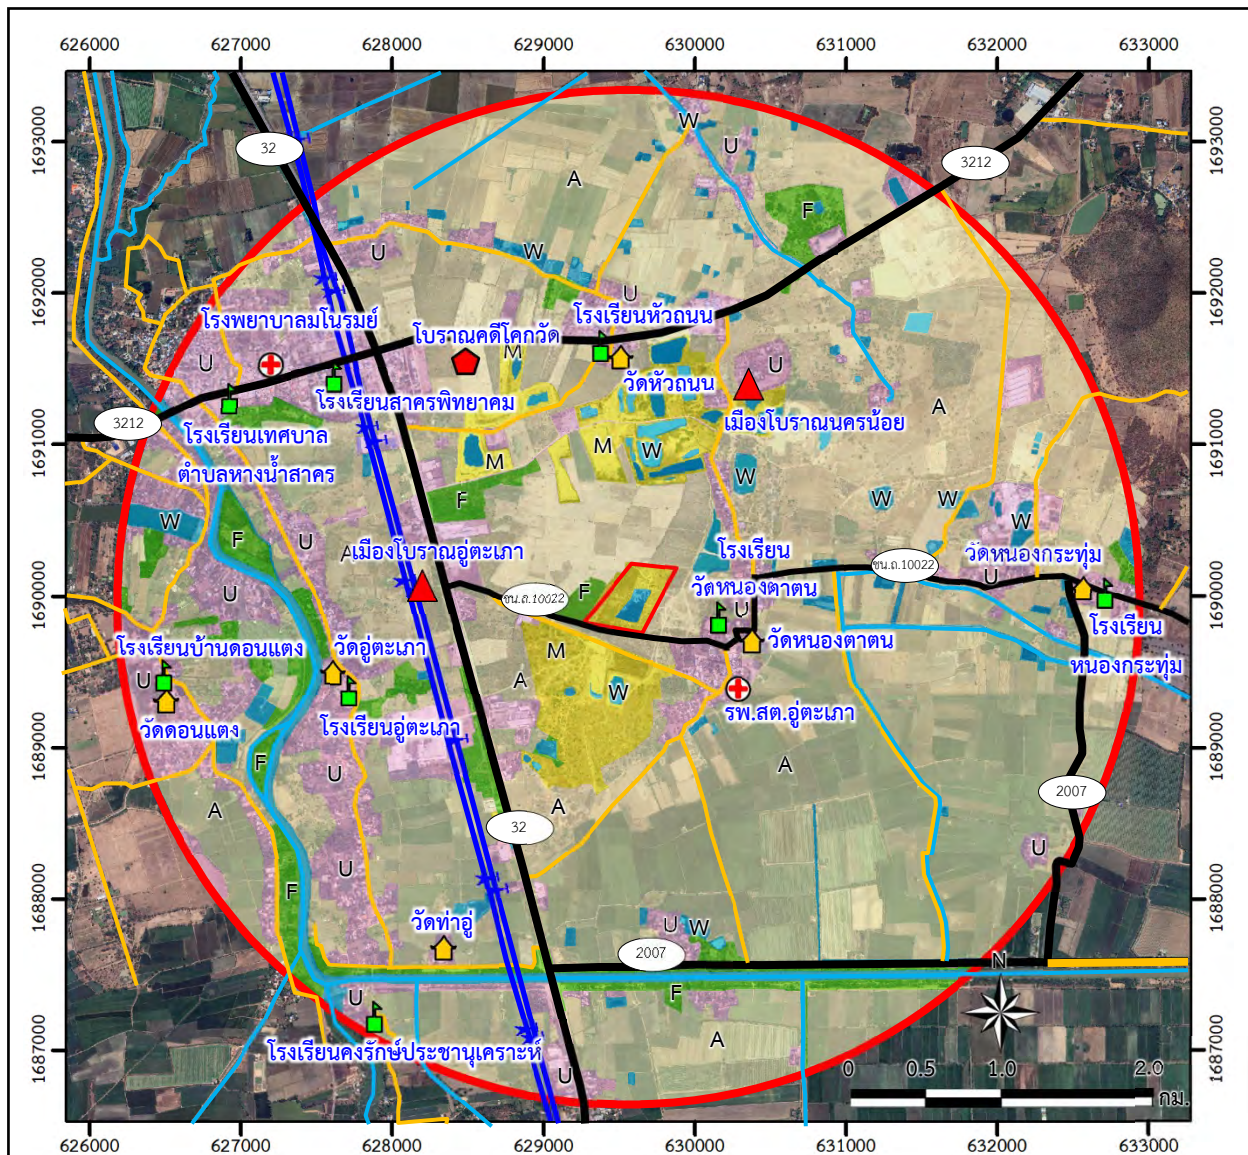 626000 627000 628000 629000 630000 631000 632000 633000
1693000
1693000
W
32
U
3212
A
F
U
W
1692000
1692000
U
โรงพยาบาลมโนรมย์
โบราณคดีโคกวัด
โรงเรียนหัวถนน
M
U
U
วัดหัวถนน
โรงเรียนสาครพิทยาคม
A
3212
เมืองโบราณนครน้อย
1691000
1691000
โรงเรียนเทศบาล
ตำบลหางน้ำสาคร
M
M
W
W
F
W
W
W
W
F
U
A
เมืองโบราณอู่ตะเภา
โรงเรียน
วัดหนองกระทุ่ม
ชน.ถ.10022
U
1690000
1690000
U
ชน.ถ.10022
F
วัดหนองตาตน
U
โรงเรียน
โรงเรียนบ้านดอนแตง
วัดอู่ตะเภา
M
วัดหนองตาตน
หนองกระทุ่ม
U
A
W
รพ.สต.อู่ตะเภา
วัดดอนแตง
โรงเรียนอู่ตะเภา
1689000
1689000
F
U
A
2007
A
A
32
U
U
1688000
1688000
F
วัดท่าอู่
U
W
2007
N
U
F
A
1687000
1687000
โรงเรียนคงรักษ์ประชานุเคราะห์
U
0 0.5 1.0 2.0
กม.
626000 627000 628000 629000 630000 631000 632000 633000